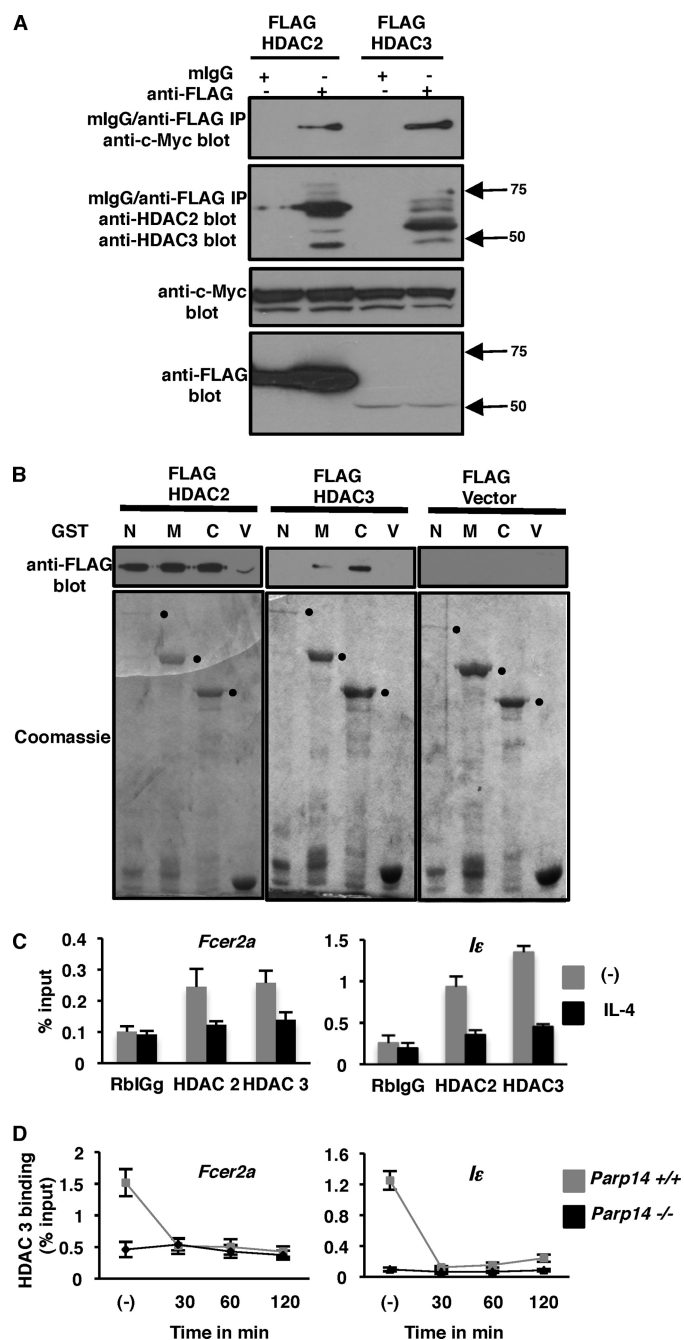 A
FLAG HDAC2
FLAG HDAC3
mIgG + - + -
anti-FLAG - + - +
mIgG/anti-FLAG IP
anti-c-Myc blot
mIgG/anti-FLAG IP
anti-HDAC2 blot
anti-HDAC3 blot
75
50
anti-c-Myc
blot
anti-FLAG
blot
75
50
B
FLAG HDAC2
FLAG HDAC3
FLAG Vector
GST N M C V N M C V N M C V
anti-FLAG
blot
Coomassie
C
Fcer2a
% input
0.4
0.3
0.2
0.1
0
RbIGg HDAC 2 HDAC 3
Iε
1.5
1
0.5
0
RbIgG HDAC2 HDAC3
(-)
IL-4
D
Fcer2a
HDAC 3 binding
(% input)
2
1.5
1
0.5
0
(-) 30 60 120
Time in min
Iε
1.6
1.2
0.8
0.4
0
(-) 30 60 120
Time in min
Parp14 +/+
Parp14 -/-